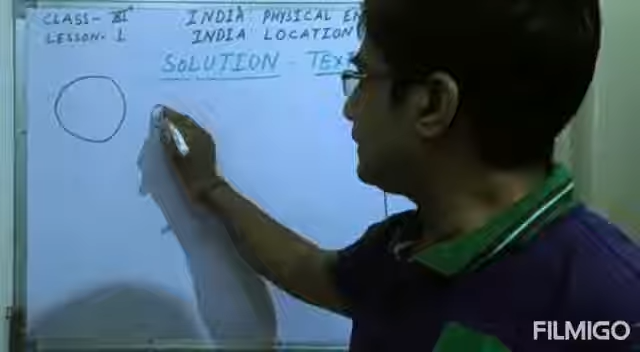 CLASS- XI
INDIA PHYSICAL EN
LESSON- 1
INDIA LOCATION
SOLUTION - TEX
FILMIGO